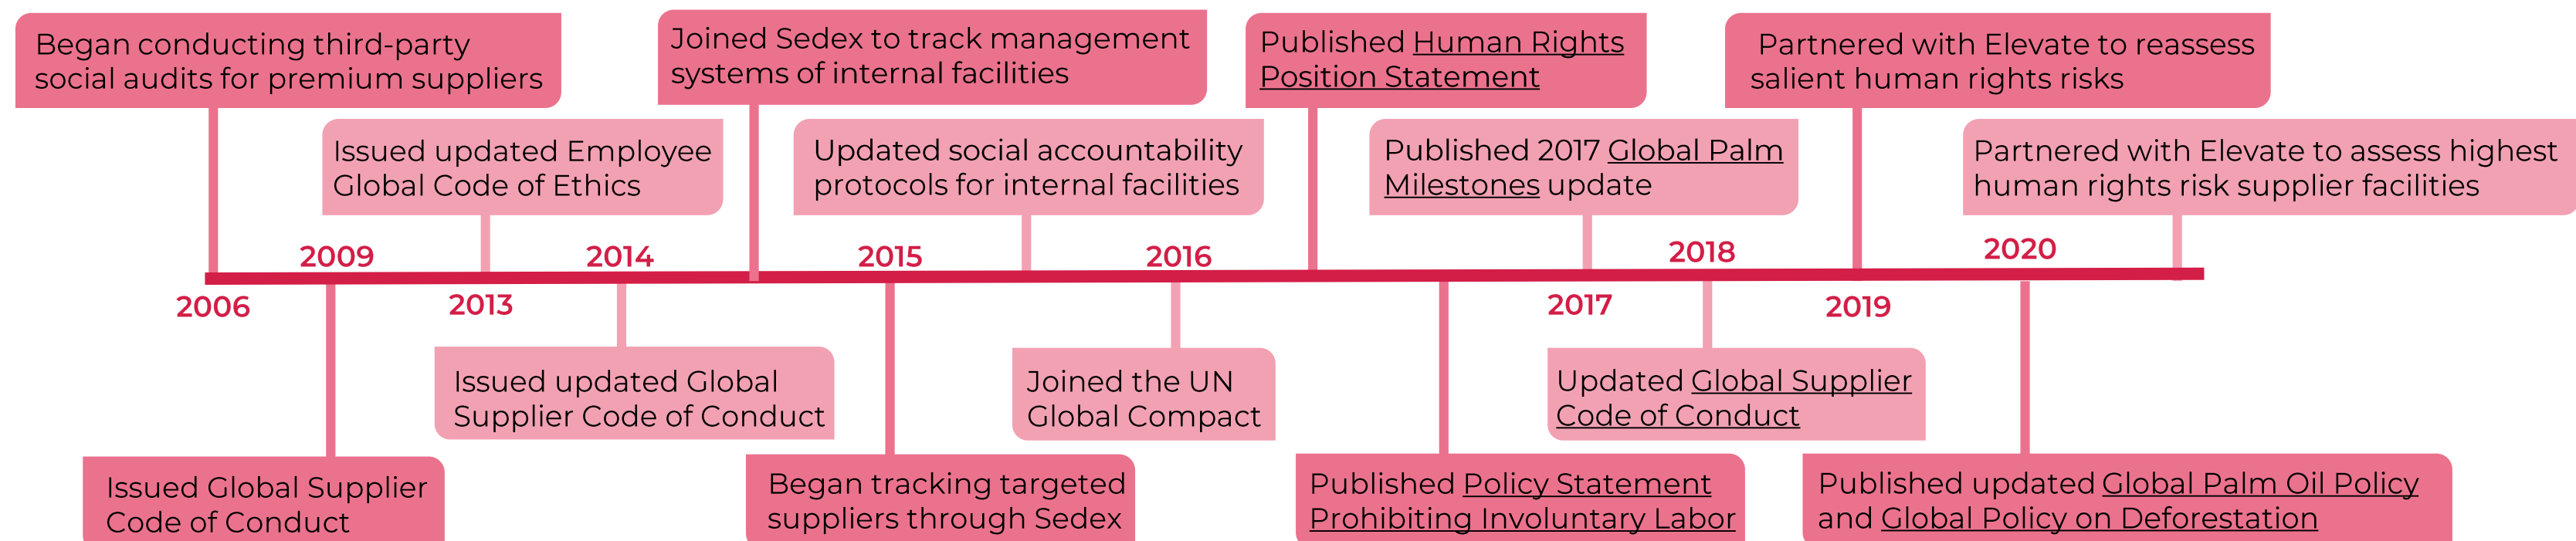 Began conducting third-party
social audits for premium suppliers
Joined Sedex to track management
systems of internal facilities
Published Human Rights
Position Statement
Partnered with Elevate to reassess
salient human rights risks
Issued updated Employee
Global Code of Ethics
Updated social accountability
protocols for internal facilities
Published 2017 Global Palm
Milestones update
Partnered with Elevate to assess highest
human rights risk supplier facilities
2009
2014
2015
2016
2018
2020
2006
2013
2017
2019
Issued updated Global
Supplier Code of Conduct
Joined the UN
Global Compact
Updated Global Supplier
Code of Conduct
Issued Global Supplier
Code of Conduct
Began tracking targeted
suppliers through Sedex
Published Policy Statement
Prohibiting Involuntary Labor
Published updated Global Palm Oil Policy
and Global Policy on Deforestation